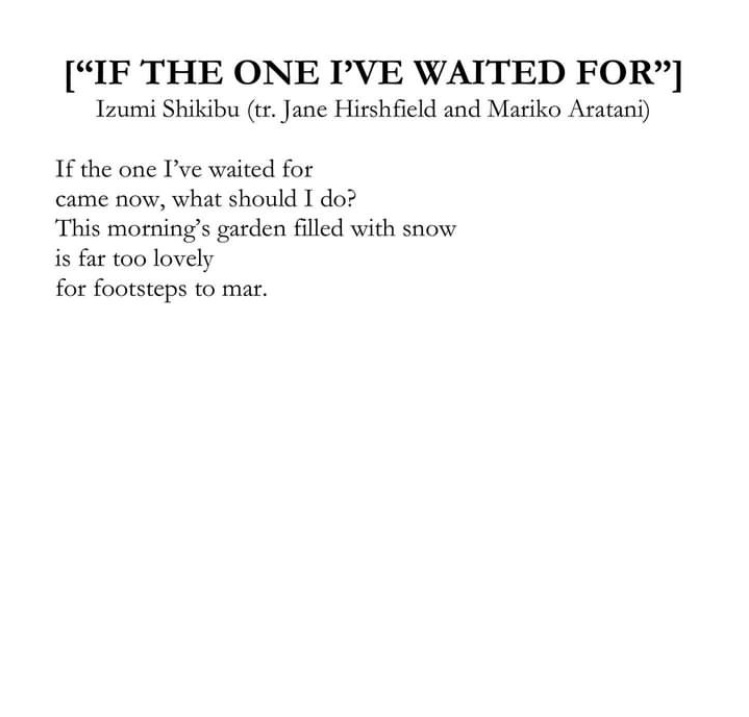 [“IF THE ONE I’VE WAITED FOR”]
Izumi Shikibu (tr. Jane Hirshfield and Mariko Aratani)
If the one I’ve waited for
came now, what should I do?
This morning’s garden filled with snow
is far too lovely
for footsteps to mar.